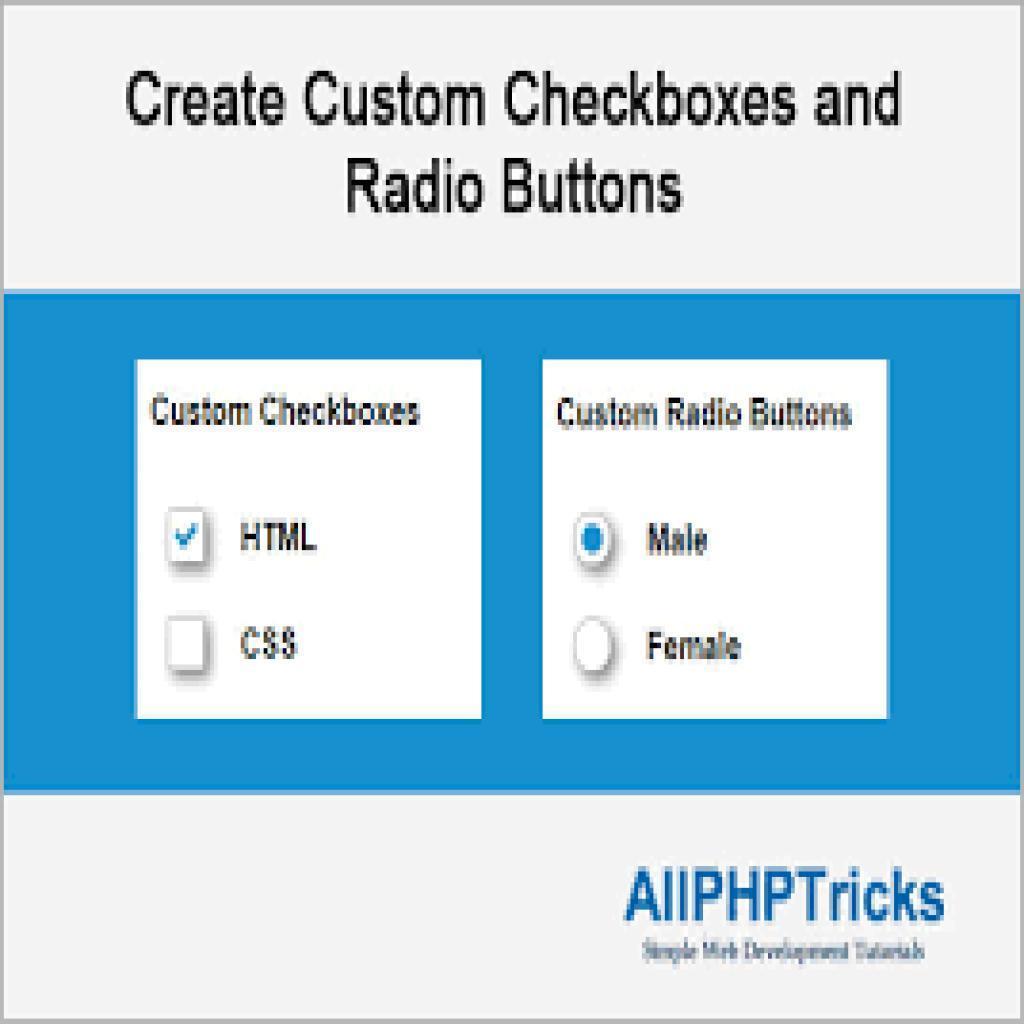 Create Custom Checkboxes and
Radio Buttons
Custom Checkboxes
HTML
CSS
Custom Radio Buttons
Male
Female
AllPHPTricks
Simple Web Development Tutorials